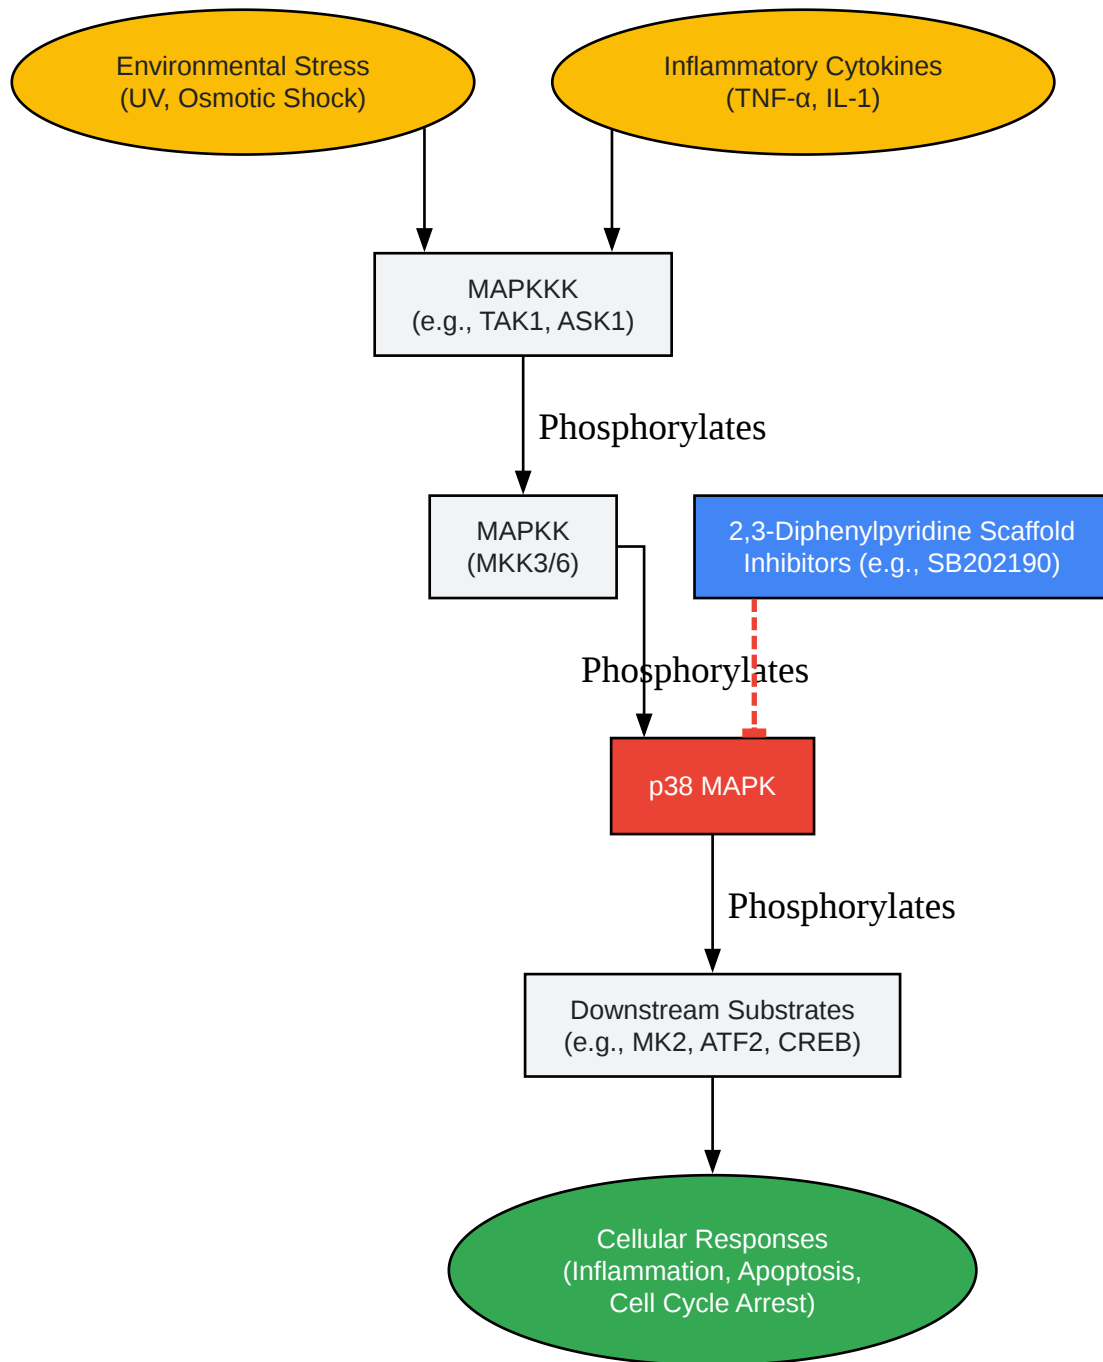 Environmental Stress
(UV, Osmotic Shock)
Inflammatory Cytokines
(TNF-α, IL-1)
MAPKKK
(e.g., TAK1, ASK1)
Phosphorylates
MAPKK
(MKK3/6)
2,3-Diphenylpyridine Scaffold
Inhibitors (e.g., SB202190)
Phosphorylates
p38 MAPK
Phosphorylates
Downstream Substrates
(e.g., MK2, ATF2, CREB)
Cellular Responses
(Inflammation, Apoptosis,
Cell Cycle Arrest)